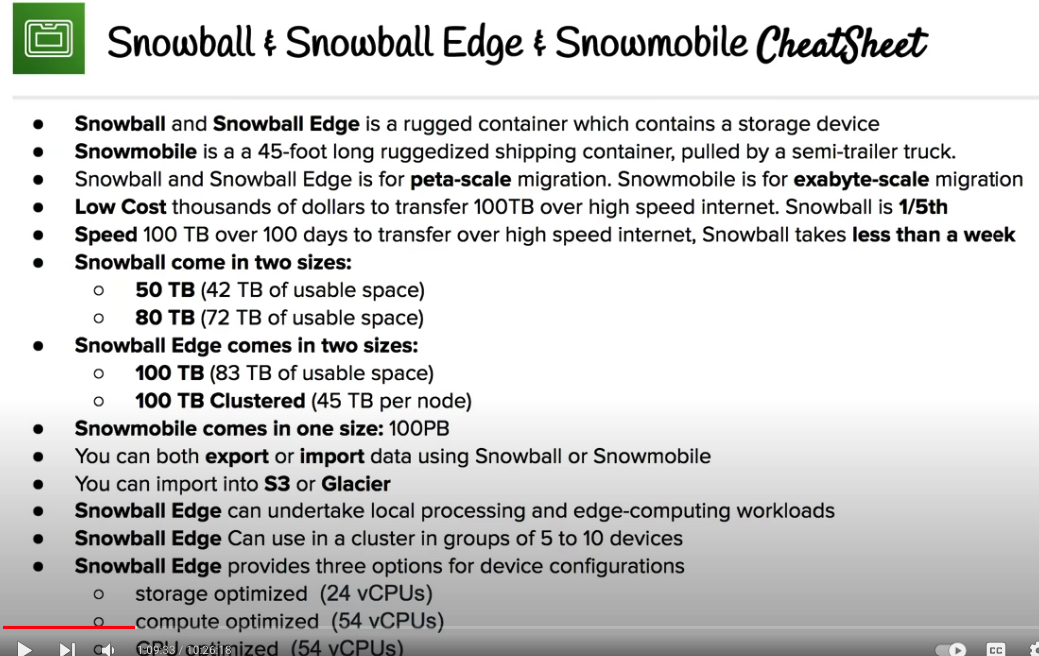 Snowball & Snowball Edge & Snowmobile CheatSheet
● Snowball and Snowball Edge is a rugged container which contains a storage device
● Snowmobile is a a 45-foot long ruggedized shipping container, pulled by a semi-trailer truck.
● Snowball and Snowball Edge is for peta-scale migration. Snowmobile is for exabyte-scale migration
● Low Cost thousands of dollars to transfer 100TB over high speed internet. Snowball is 1/5th
● Speed 100 TB over 100 days to transfer over high speed internet, Snowball takes less than a week
● Snowball come in two sizes:
○ 50 TB (42 TB of usable space)
○ 80 TB (72 TB of usable space)
● Snowball Edge comes in two sizes:
○ 100 TB (83 TB of usable space)
○ 100 TB Clustered (45 TB per node)
● Snowmobile comes in one size: 100PB
● You can both export or import data using Snowball or Snowmobile
● You can import into S3 or Glacier
● Snowball Edge can undertake local processing and edge-computing workloads
● Snowball Edge Can use in a cluster in groups of 5 to 10 devices
● Snowball Edge provides three options for device configurations
○ storage optimized (24 vCPUs)
○ compute optimized (54 vCPUs)
○ GPU optimized (54 vCPUs)
1:09:33 / 10:26:18
CC